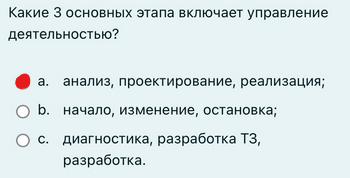 Какие 3 основных этапа включает управление
деятельностью?
a. анализ, проектирование, реализация;
b. начало, изменение, остановка;
c. диагностика, разработка ТЗ,
разработка.